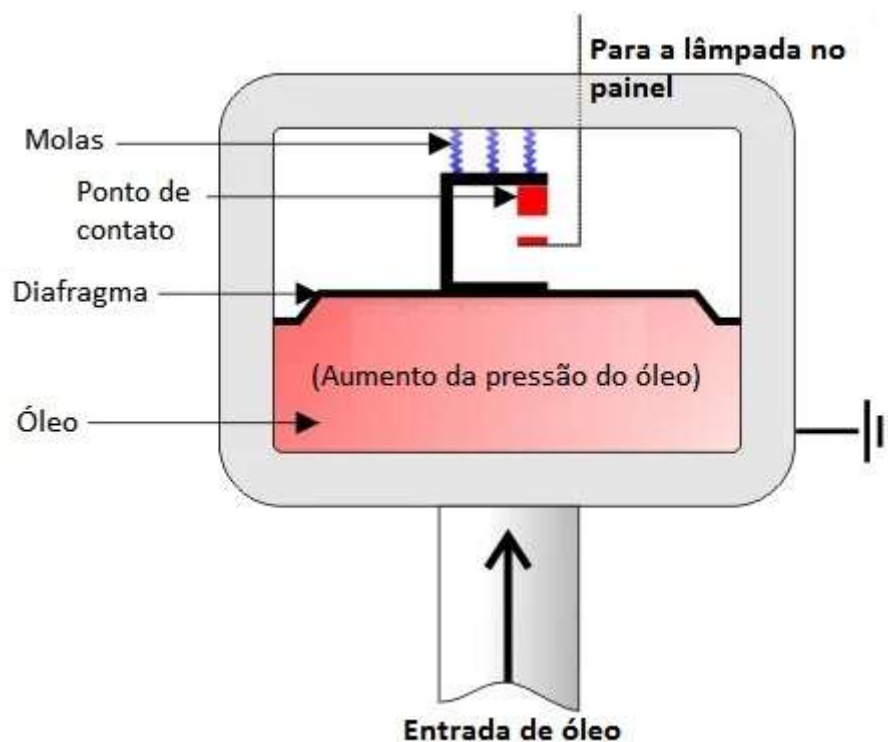 Para a lâmpada no
painel
Molas
Ponto de
contato
Diafragma
(Aumento da pressão do óleo)
Óleo
Entrada de óleo